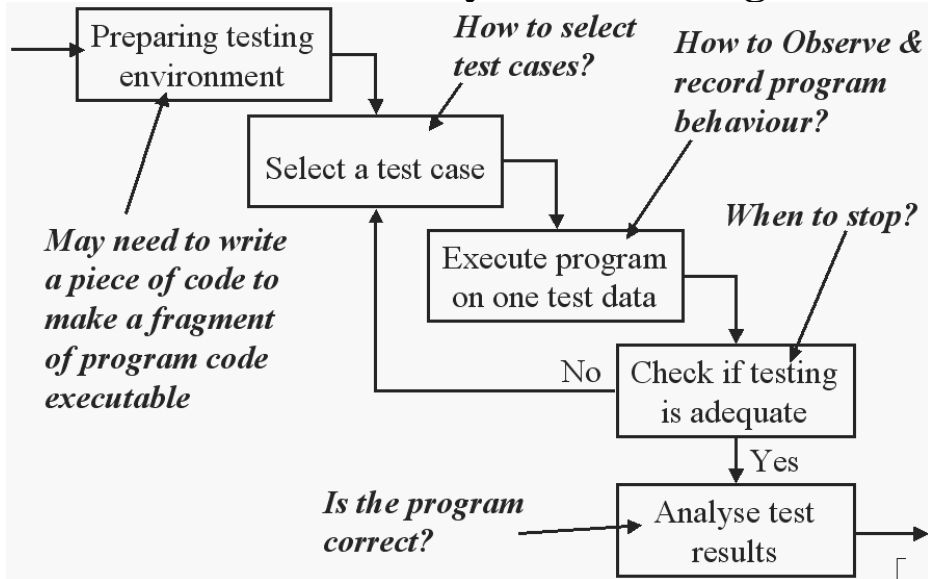 Preparing testing
environment
How to select
test cases?
How to Observe &
record program
behaviour?
Select a test case
When to stop?
May need to write
a piece of code to
make a fragment
of program code
executable
Execute program
on one test data
No
Check if testing
is adequate
Yes
Is the program
correct?
Analyse test
results